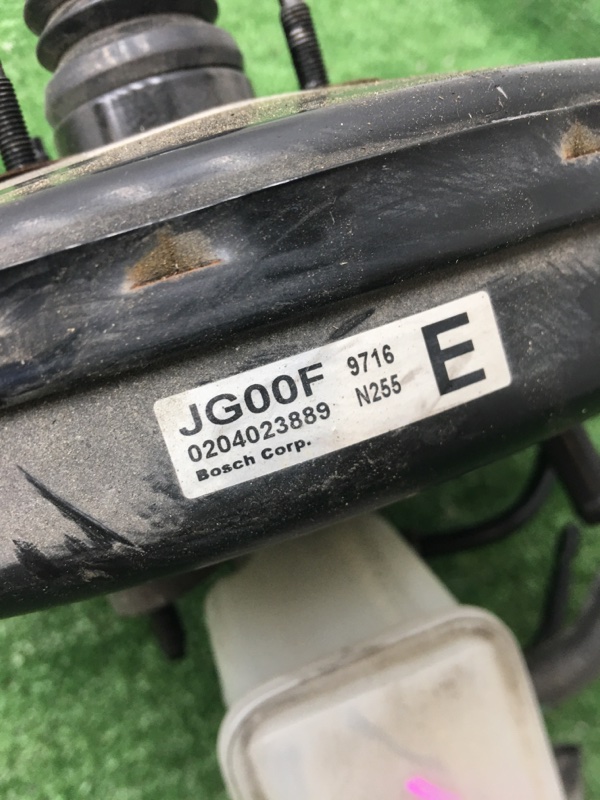 JG00F 9716 E
0204023889 N255
Bosch Corp.